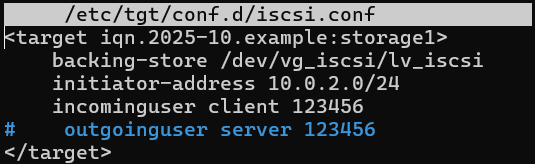 /etc/tgt/conf.d/iscsi.conf
<target iqn.2025-10.example:storage1>
    backing-store /dev/vg_iscsi/lv_iscsi
    initiator-address 10.0.2.0/24
    incominguser client 123456
#    outgoinguser server 123456
</target>